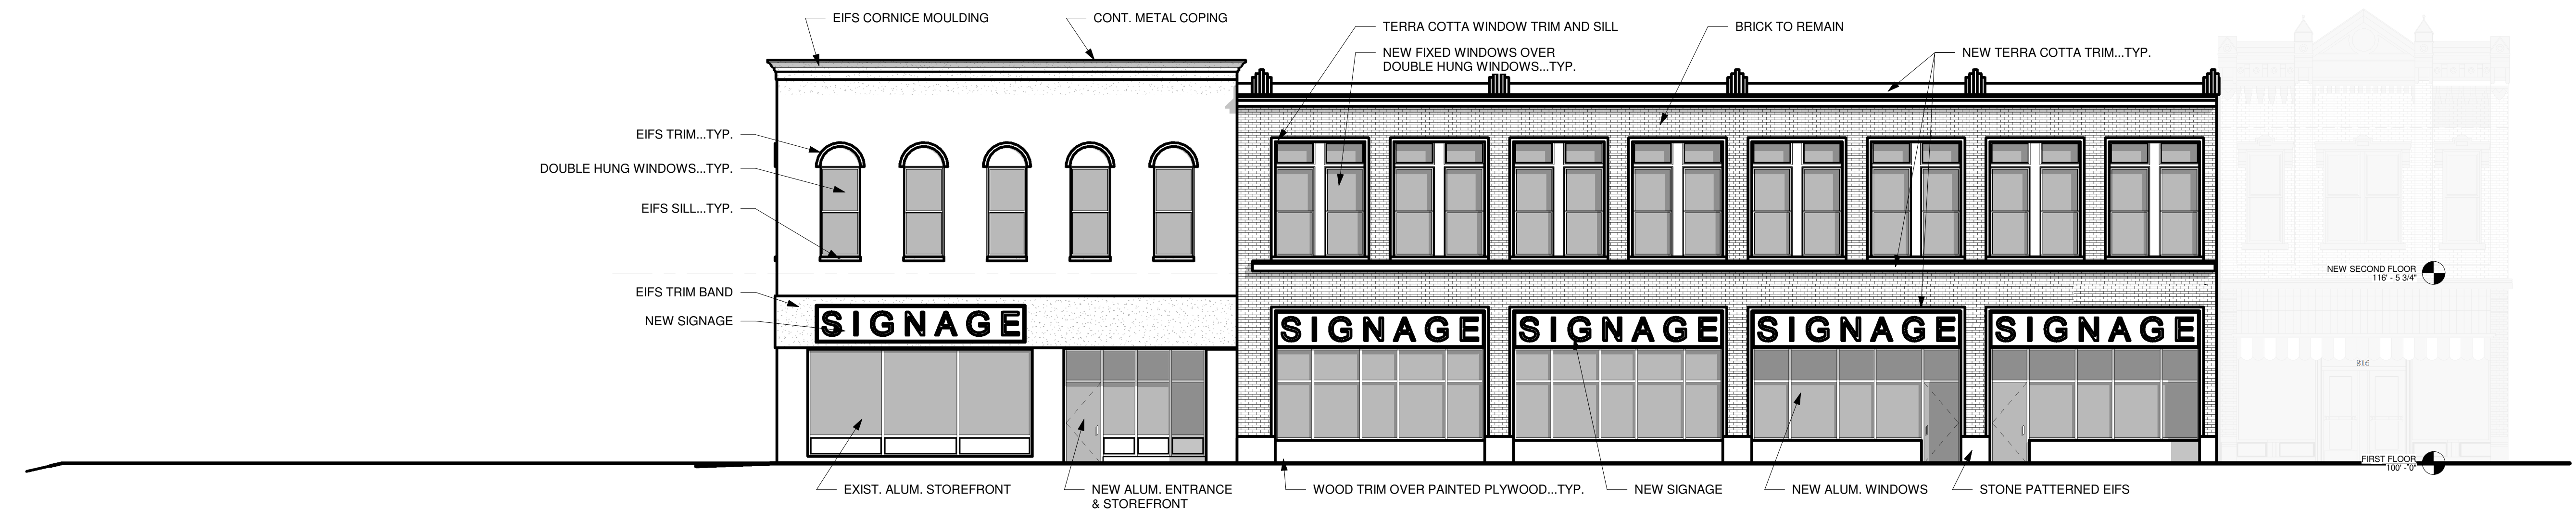 EIFS CORNICE MOULDING
CONT. METAL COPING
TERRA COTTA WINDOW TRIM AND SILL
BRICK TO REMAIN
NEW FIXED WINDOWS OVER
DOUBLE HUNG WINDOWS...TYP.
NEW TERRA COTTA TRIM...TYP.
EIFS TRIM...TYP.
DOUBLE HUNG WINDOWS...TYP.
EIFS SILL...TYP.
NEW SECOND FLOOR
116' - 5 3/4"
EIFS TRIM BAND
NEW SIGNAGE
SIGNAGE
SIGNAGE
SIGNAGE
SIGNAGE
SIGNAGE
816
FIRST FLOOR
100' - 0"
EXIST. ALUM. STOREFRONT
NEW ALUM. ENTRANCE
& STOREFRONT
WOOD TRIM OVER PAINTED PLYWOOD...TYP.
NEW SIGNAGE
NEW ALUM. WINDOWS
STONE PATTERNED EIFS